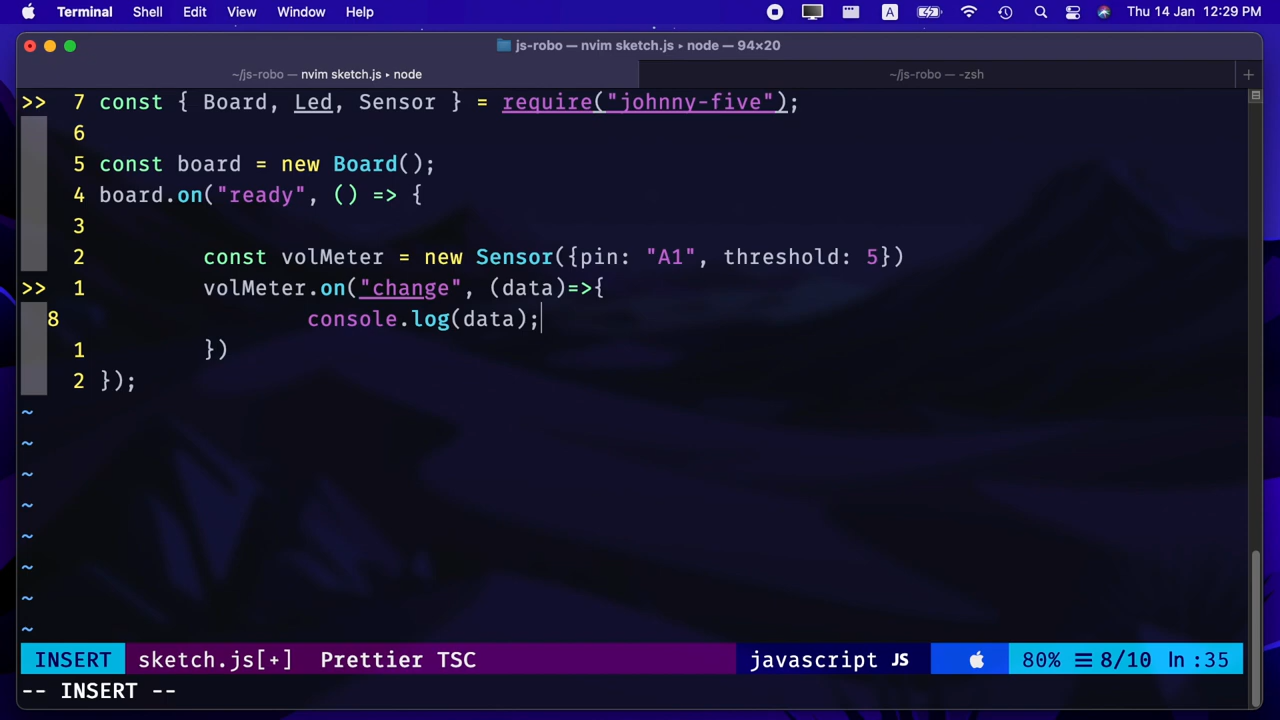 Terminal Shell Edit View Window Help A Thu 14 Jan 12:29 PM
js-robo — nvim sketch.js ▸ node — 94×20
~/js-robo — nvim sketch.js ▸ node ~/js-robo — -zsh +
>> 7 const { Board, Led, Sensor } = require("johnny-five");
6
5 const board = new Board();
4 board.on("ready", () => {
3
2 const volMeter = new Sensor({pin: "A1", threshold: 5})
>> 1 volMeter.on("change", (data)=>{
8 console.log(data);
1 })
2 });
~
~
~
~
~
~
~
~
INSERT sketch.js[+] Prettier TSC javascript JS 80% ☰ 8/10 ln :35
-- INSERT --